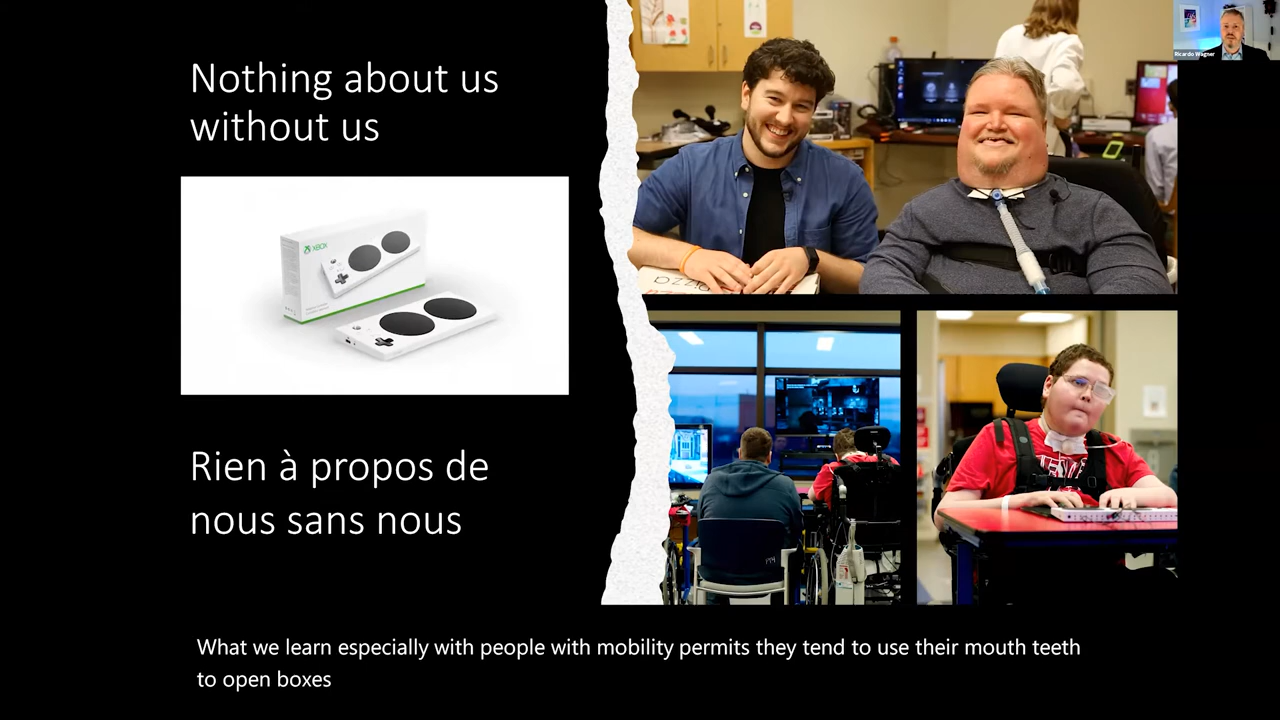 Nothing about us
without us
XBOX
Rien à propos de
nous sans nous
Ricardo Wagner
What we learn especially with people with mobility permits they tend to use their mouth teeth
to open boxes